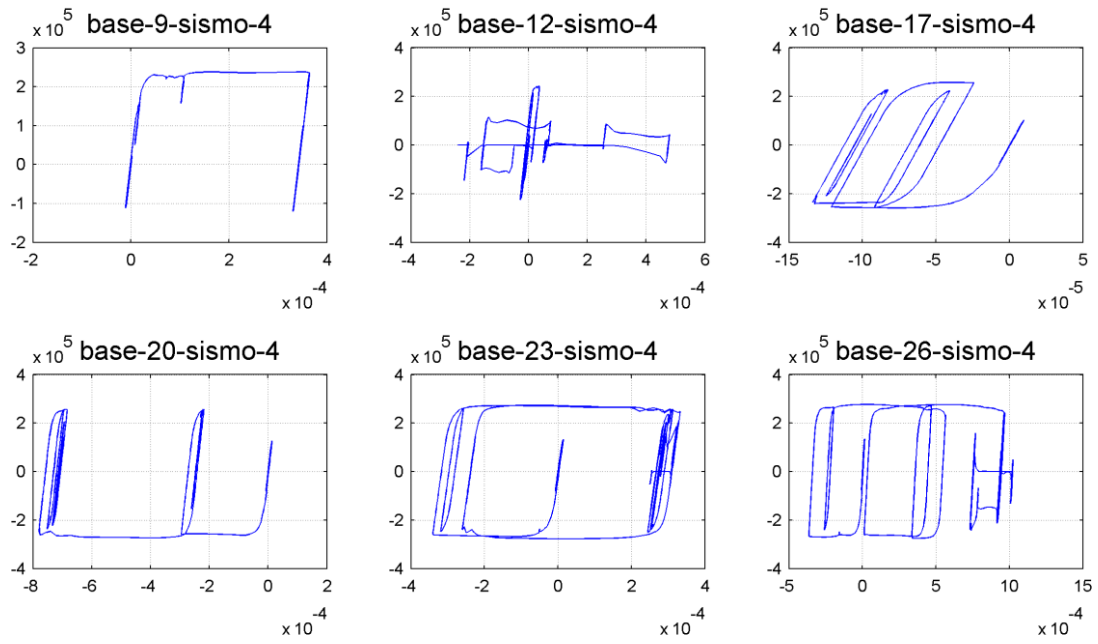 x 10^5 base-9-sismo-4
3
2
1
0
-1
-2
-2 0 2 4
x 10^-4
x 10^5 base-12-sismo-4
4
2
0
-2
-4
-4 -2 0 2 4 6
x 10^-4
x 10^5 base-17-sismo-4
4
2
0
-2
-4
-15 -10 -5 0 5
x 10^-5
x 10^5 base-20-sismo-4
4
2
0
-2
-4
-8 -6 -4 -2 0 2
x 10^-4
x 10^5 base-23-sismo-4
4
2
0
-2
-4
-4 -2 0 2 4
x 10^-4
x 10^5 base-26-sismo-4
4
2
0
-2
-4
-5 0 5 10 15
x 10^-4